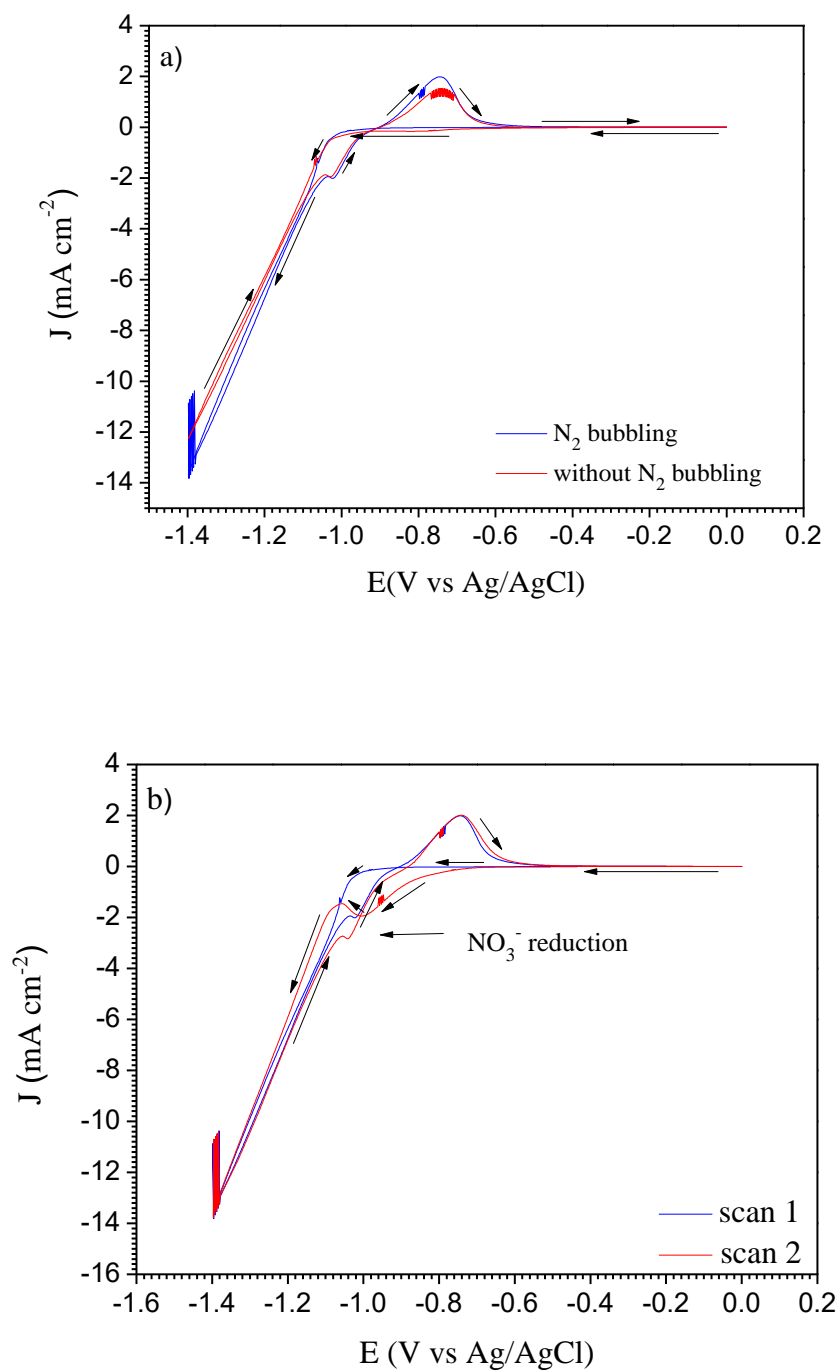 a)
4
2
0
-2
-4
-6
-8
-10
-12
-14
J (mA cm-2)
N2 bubbling
without N2 bubbling
-1.4 -1.2 -1.0 -0.8 -0.6 -0.4 -0.2 0.0 0.2
E(V vs Ag/AgCl)
b)
4
2
0
-2
-4
-6
-8
-10
-12
-14
-16
J (mA cm-2)
NO3- reduction
scan 1
scan 2
-1.6 -1.4 -1.2 -1.0 -0.8 -0.6 -0.4 -0.2 0.0 0.2
E (V vs Ag/AgCl)